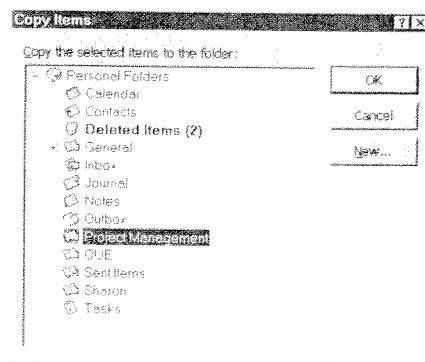 Copy Items
Copy the selected items to the folder:
Personal Folders
OK
Calendar
Contacts
Cancel
Deleted Items (2)
General
New...
Inbox
Journal
Notes
Outbox
Project Management
QUE
Sent Items
Sharon
Tasks